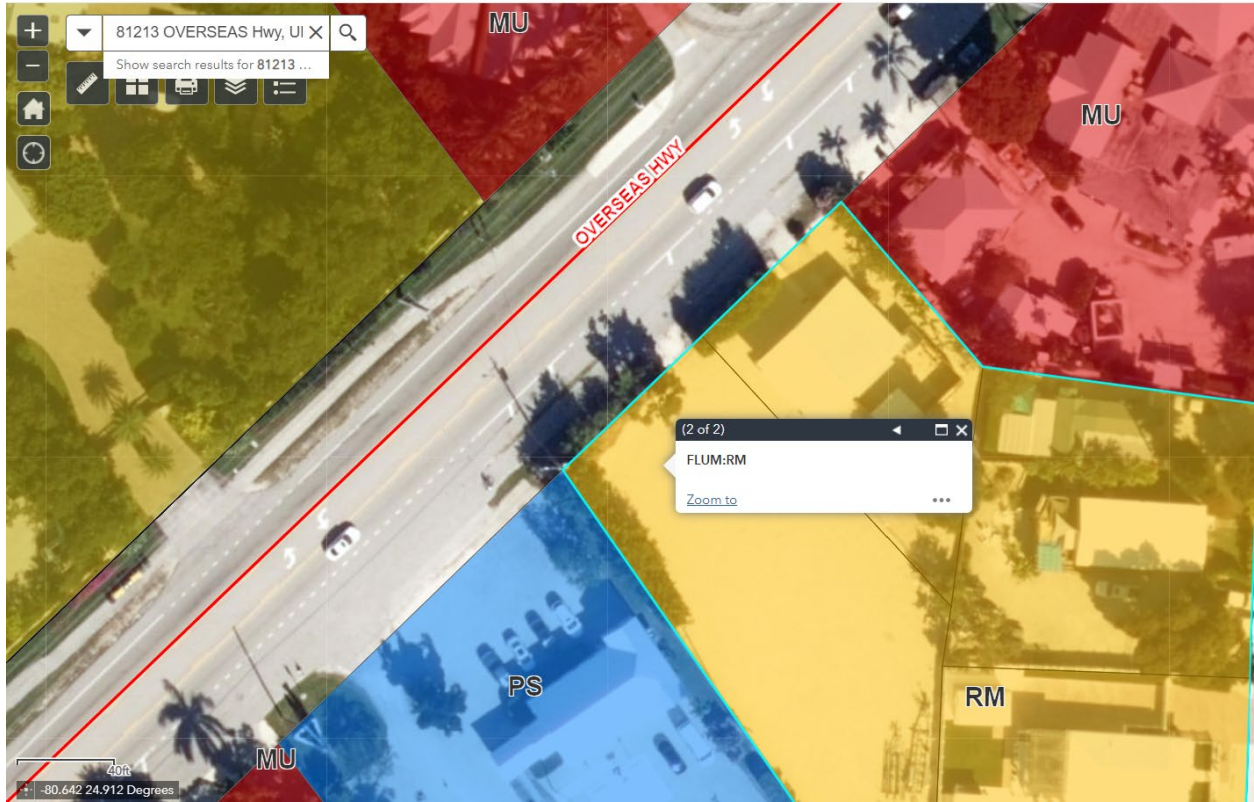 +
81213 OVERSEAS Hwy, Ul
Show search results for 81213 ...
−
MU
MU
OVERSEAS HWY
(2 of 2)
FLUM:RM
Zoom to
PS
RM
MU
40ft
-80.642 24.912 Degrees